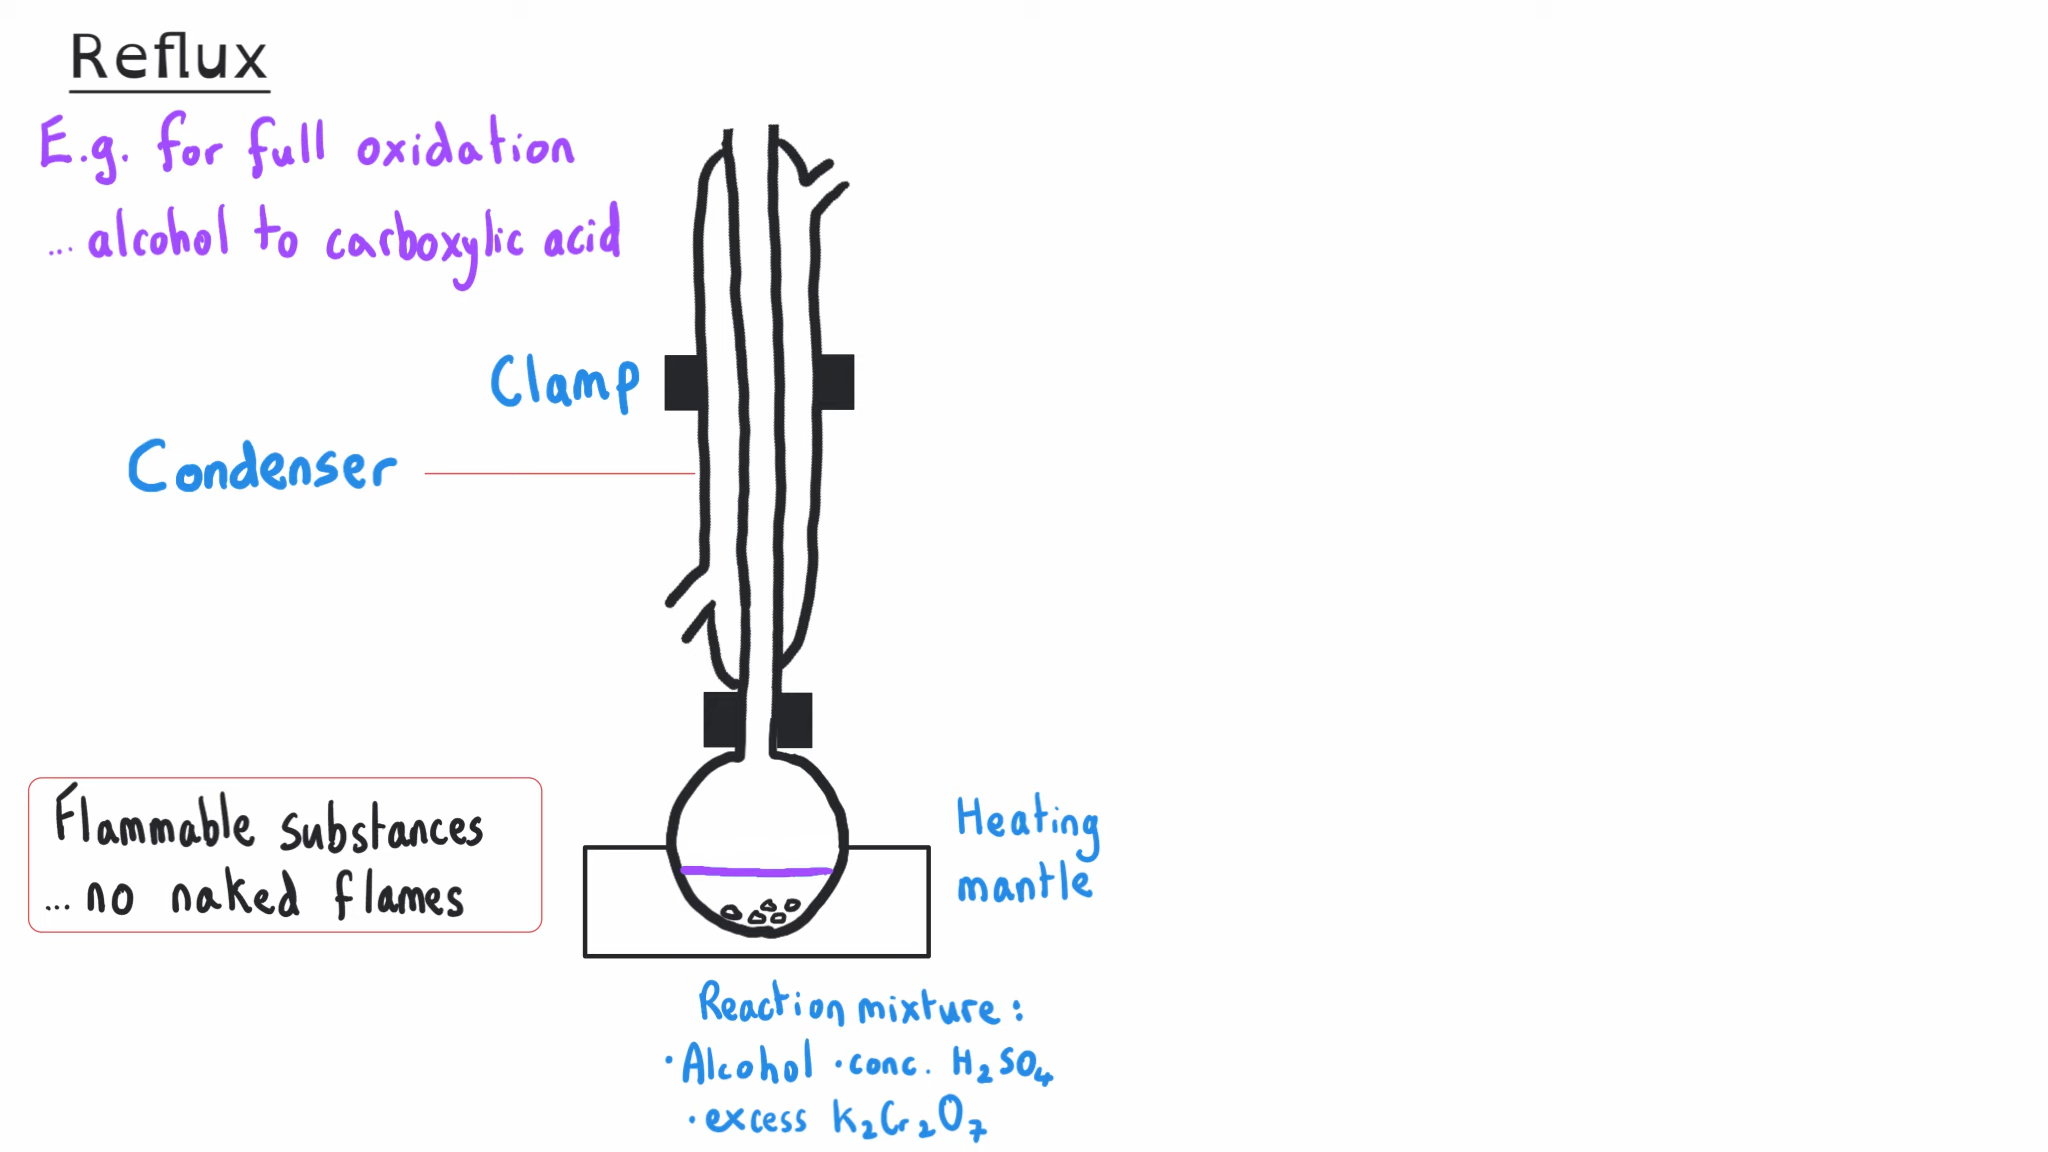 Reflux
E.g. for full oxidation
... alcohol to carboxylic acid
Clamp
Condenser
Flammable substances
... no naked flames
Heating
mantle
Reaction mixture:
· Alcohol · conc. H₂SO₄
· excess K₂Cr₂O₇